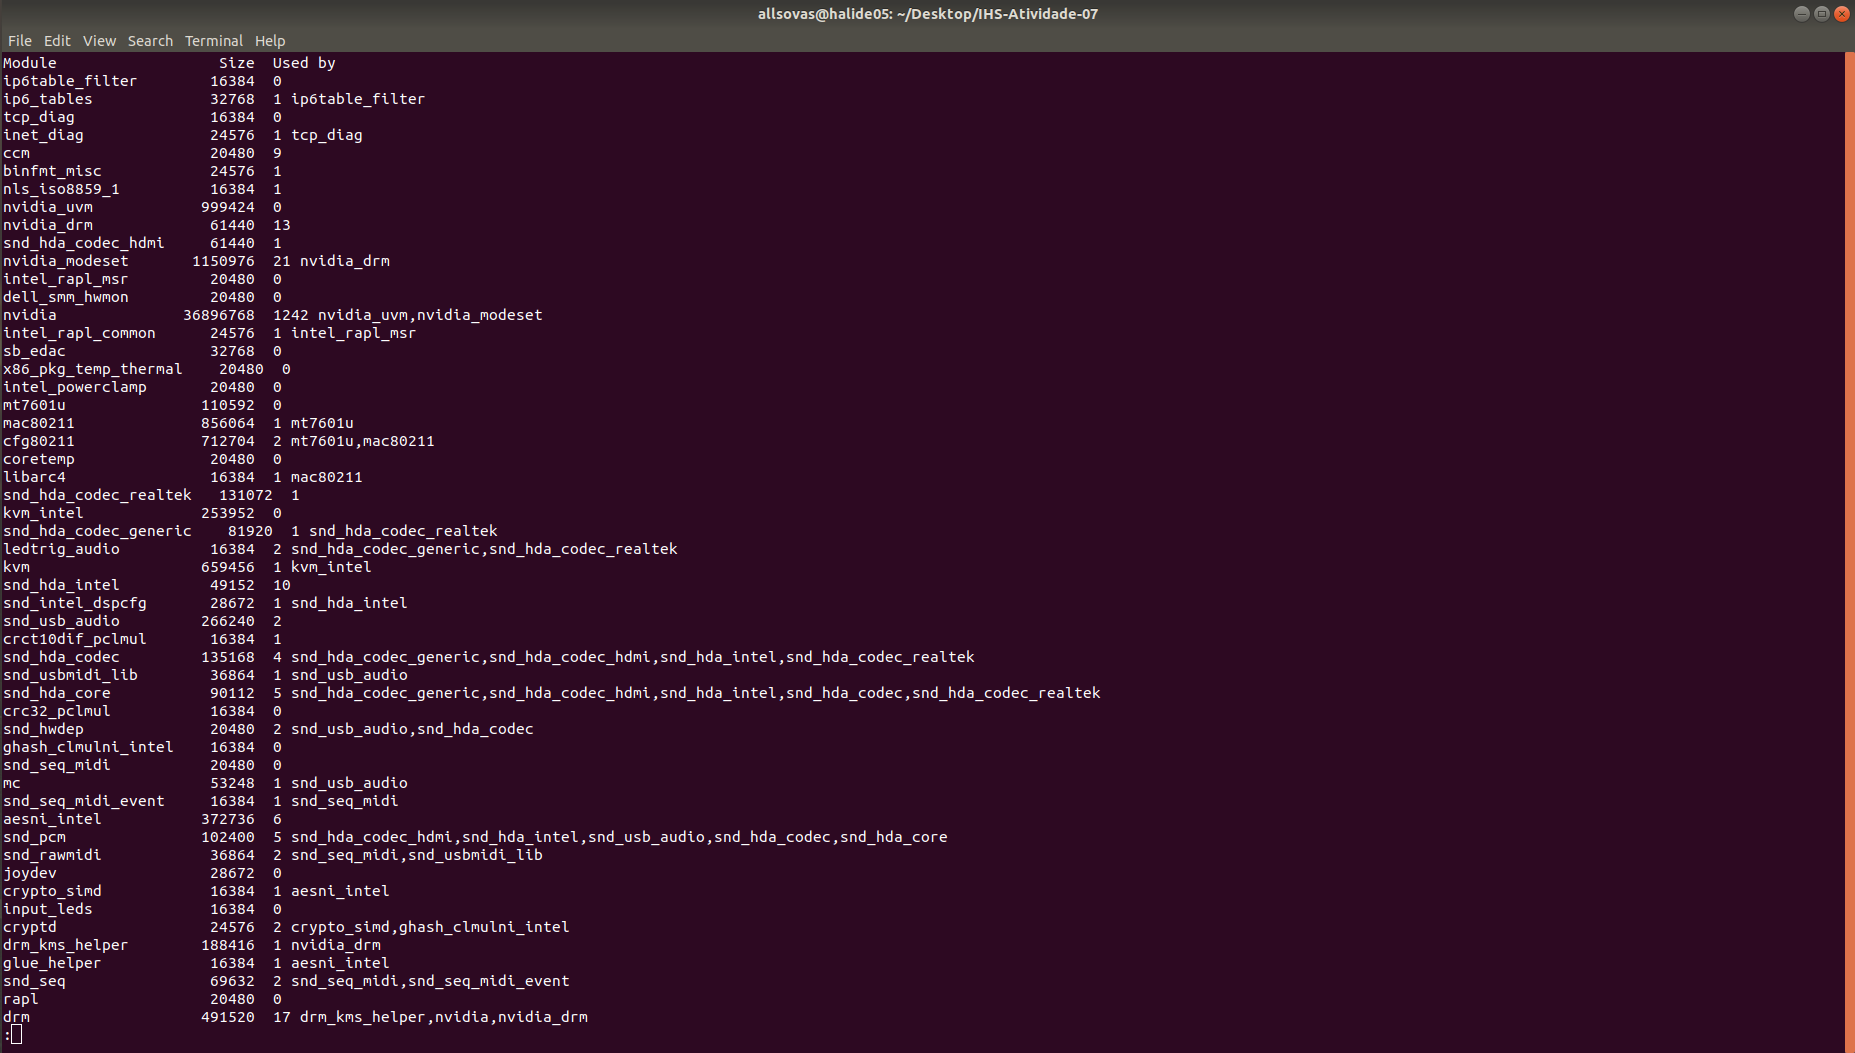 allsovas@halide05: ~/Desktop/IHS-Atividade-07
File Edit View Search Terminal Help
Module                  Size  Used by
ip6table_filter        16384  0
ip6_tables             32768  1 ip6table_filter
tcp_diag               16384  0
inet_diag              24576  1 tcp_diag
ccm                    20480  9
binfmt_misc            24576  1
nls_iso8859_1          16384  1
nvidia_uvm            999424  0
nvidia_drm             61440  13
snd_hda_codec_hdmi     61440  1
nvidia_modeset       1150976  21 nvidia_drm
intel_rapl_msr         20480  0
dell_smm_hwmon         20480  0
nvidia              36896768  1242 nvidia_uvm,nvidia_modeset
intel_rapl_common      24576  1 intel_rapl_msr
sb_edac                32768  0
x86_pkg_temp_thermal    20480  0
intel_powerclamp       20480  0
mt7601u               110592  0
mac80211              856064  1 mt7601u
cfg80211              712704  2 mt7601u,mac80211
coretemp               20480  0
libarc4                16384  1 mac80211
snd_hda_codec_realtek   131072  1
kvm_intel             253952  0
snd_hda_codec_generic    81920  1 snd_hda_codec_realtek
ledtrig_audio          16384  2 snd_hda_codec_generic,snd_hda_codec_realtek
kvm                   659456  1 kvm_intel
snd_hda_intel          49152  10
snd_intel_dspcfg       28672  1 snd_hda_intel
snd_usb_audio         266240  2
crct10dif_pclmul       16384  1
snd_hda_codec         135168  4 snd_hda_codec_generic,snd_hda_codec_hdmi,snd_hda_intel,snd_hda_codec_realtek
snd_usbmidi_lib        36864  1 snd_usb_audio
snd_hda_core           90112  5 snd_hda_codec_generic,snd_hda_codec_hdmi,snd_hda_intel,snd_hda_codec,snd_hda_codec_realtek
crc32_pclmul           16384  0
snd_hwdep              20480  2 snd_usb_audio,snd_hda_codec
ghash_clmulni_intel    16384  0
snd_seq_midi           20480  0
mc                     53248  1 snd_usb_audio
snd_seq_midi_event     16384  1 snd_seq_midi
aesni_intel           372736  6
snd_pcm               102400  5 snd_hda_codec_hdmi,snd_hda_intel,snd_usb_audio,snd_hda_codec,snd_hda_core
snd_rawmidi            36864  2 snd_seq_midi,snd_usbmidi_lib
joydev                 28672  0
crypto_simd            16384  1 aesni_intel
input_leds             16384  0
cryptd                 24576  2 crypto_simd,ghash_clmulni_intel
drm_kms_helper        188416  1 nvidia_drm
glue_helper            16384  1 aesni_intel
snd_seq                69632  2 snd_seq_midi,snd_seq_midi_event
rapl                   20480  0
drm                   491520  17 drm_kms_helper,nvidia,nvidia_drm
: